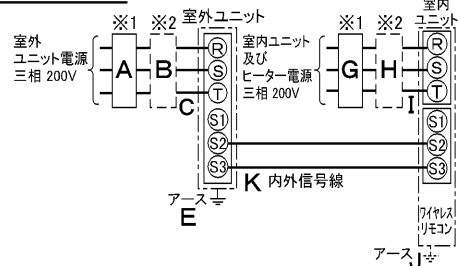 ※1 ※2 室外ユニット
室外
ユニット電源
三相 200V
A B C
R
S
T
S1
S2
S3
アース
E
※1 ※2 室内
ユニット
室内ユニット
及び
ヒーター電源
三相 200V
G H I
R
S
T
S1
S2
S3
K 内外信号線
ワイヤレス
リモコン
アース J